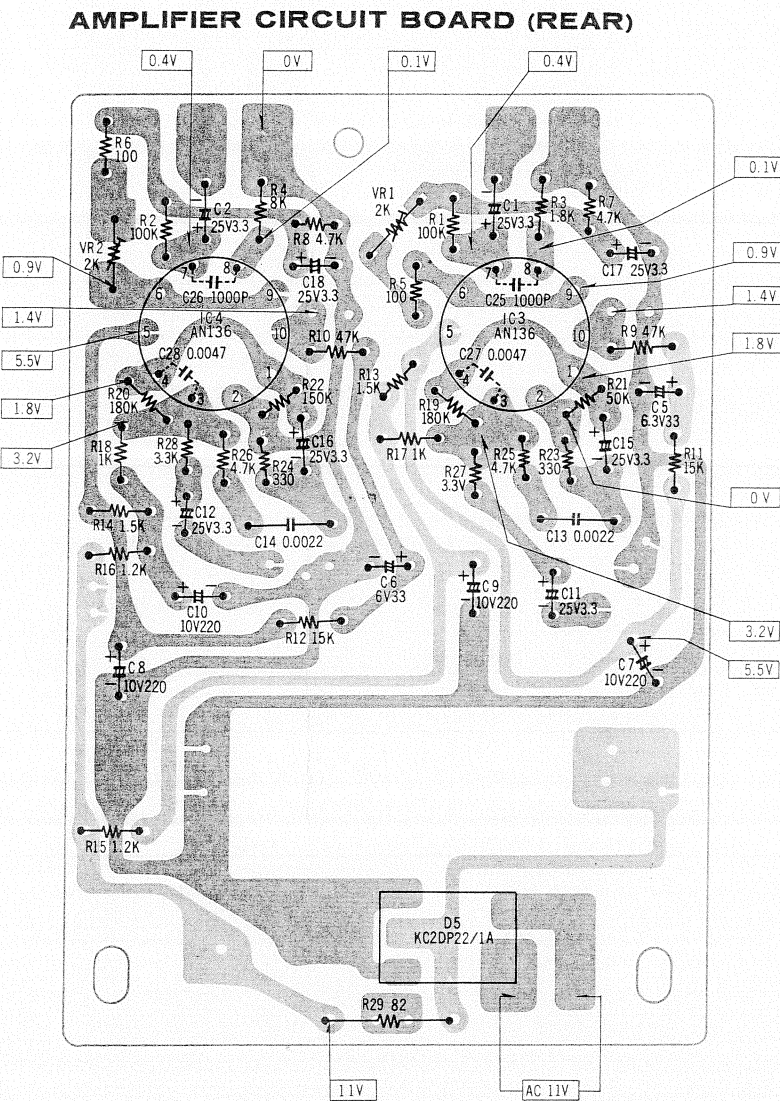 AMPLIFIER CIRCUIT BOARD (REAR)
0.4V
0V
0.1V
0.4V
R6
100
R2
100K
C2
25V3.3
R4
8K
R8 4.7K
VR2
2K
C18
25V3.3
VR1
2K
R1
100K
C1
25V3.3
R3
1.8K
R7
4.7K
C17 25V3.3
R5
100
0.1V
0.9V
1.4V
1.8V
0.9V
1.4V
5.5V
1.8V
3.2V
7
8
6
C26 1000P
9
IC4
AN136
5
10
C28 0.0047
4
3
2
1
R10 47K
7
8
6
C25 1000P
9
IC3
AN136
5
10
C27 0.0047
4
3
2
1
R9 47K
R13
1.5K
R20
180K
R22
150K
R19
180K
R21
50K
C5
6.3V33
R18
1K
R28
3.3K
R26
4.7K
R24
330
C16
25V3.3
R17 1K
R27
3.3V
R25
4.7K
R23
330
C15
25V3.3
R11
15K
0V
R14 1.5K
C12
25V3.3
C14 0.0022
C13 0.0022
R16 1.2K
C10
10V220
C6
6V33
C9
10V220
C11
25V3.3
R12 15K
3.2V
5.5V
C8
10V220
C7
10V220
R15 1.2K
D5
KC2DP22/1A
R29 82
11V
AC 11V